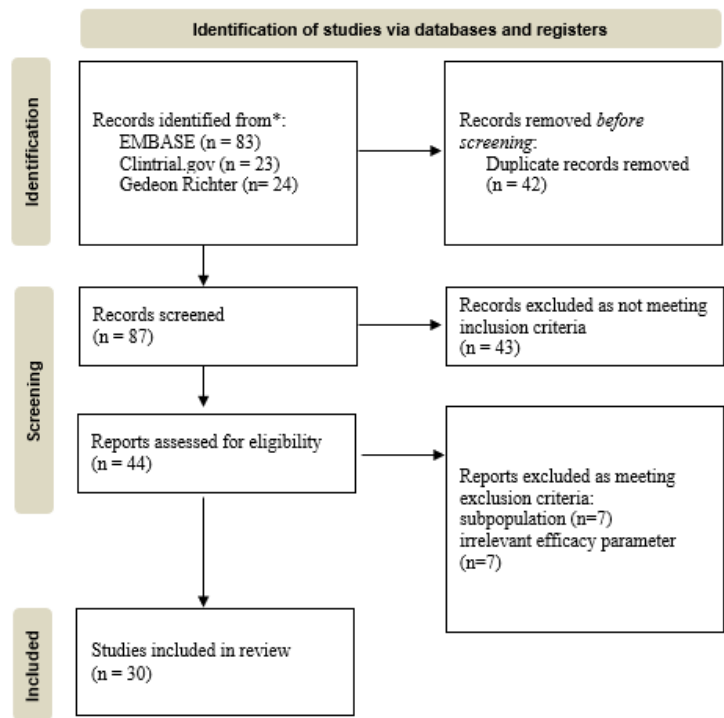 Identification of studies via databases and registers
Identification
Records identified from*:
EMBASE (n = 83)
Clintrial.gov (n = 23)
Gedeon Richter (n= 24)
Records removed before
screening:
Duplicate records removed
(n = 42)
Screening
Records screened
(n = 87)
Records excluded as not meeting
inclusion criteria
(n = 43)
Reports assessed for eligibility
(n = 44)
Reports excluded as meeting
exclusion criteria:
subpopulation (n=7)
irrelevant efficacy parameter
(n=7)
Included
Studies included in review
(n = 30)